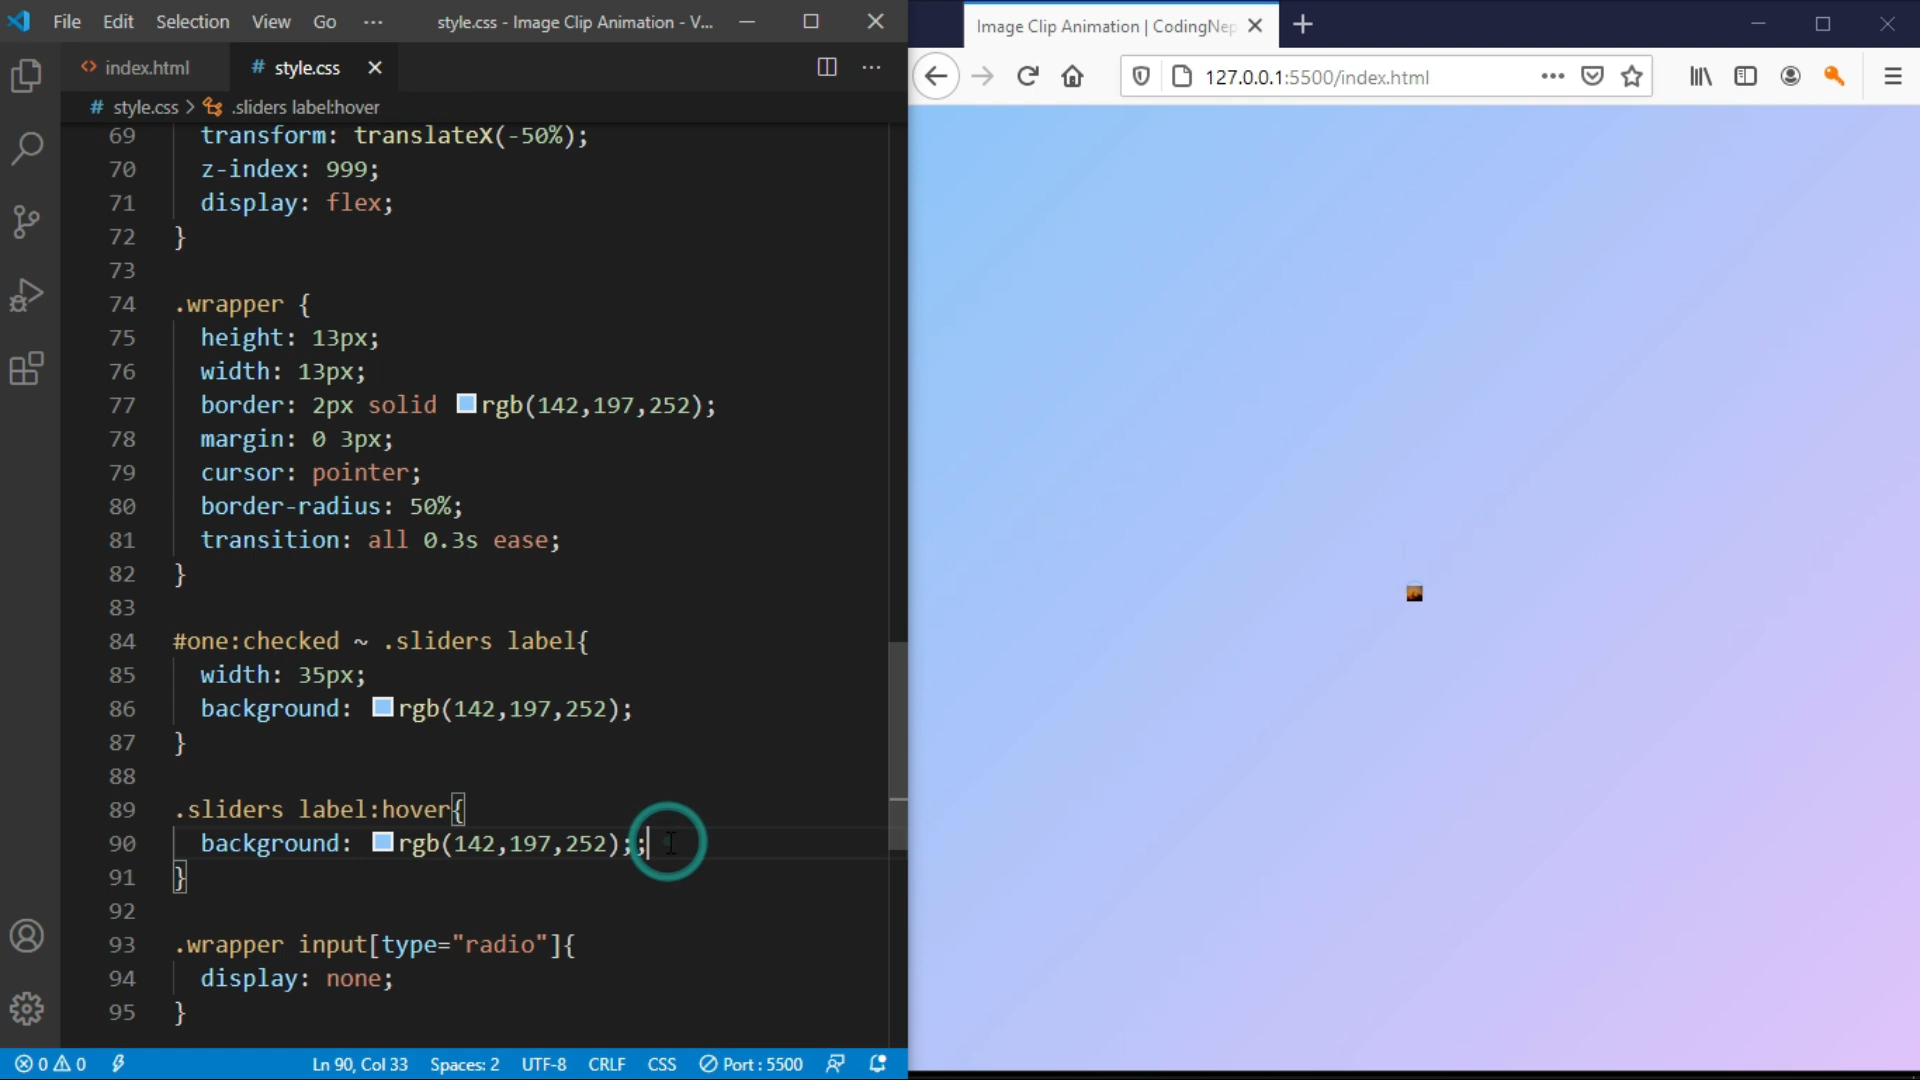 File Edit Selection View Go ··· style.css - Image Clip Animation - V...
index.html # style.css
# style.css > .sliders label:hover
69 transform: translateX(-50%);
70 z-index: 999;
71 display: flex;
72 }
73
74 .wrapper {
75 height: 13px;
76 width: 13px;
77 border: 2px solid rgb(142,197,252);
78 margin: 0 3px;
79 cursor: pointer;
80 border-radius: 50%;
81 transition: all 0.3s ease;
82 }
83
84 #one:checked ~ .sliders label{
85 width: 35px;
86 background: rgb(142,197,252);
87 }
88
89 .sliders label:hover{
90 background: rgb(142,197,252);;
91 }
92
93 .wrapper input[type="radio"]{
94 display: none;
95 }
0 0 Ln 90, Col 33 Spaces: 2 UTF-8 CRLF CSS Port : 5500
Image Clip Animation | CodingNep
127.0.0.1:5500/index.html